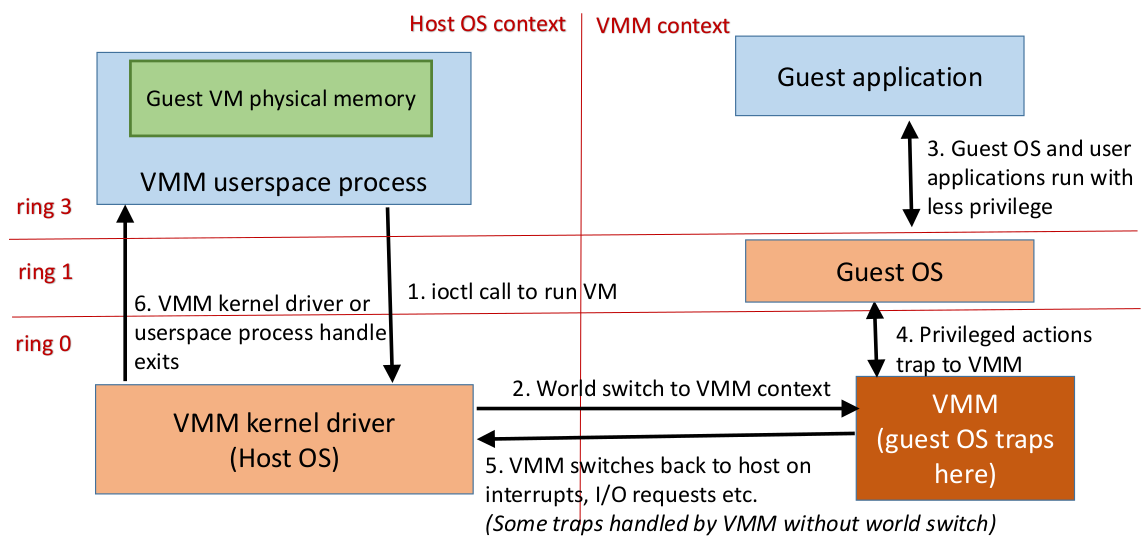 Host OS context
VMM context
Guest VM physical memory
VMM userspace process
Guest application
3. Guest OS and user
applications run with
less privilege
ring 3
ring 1
Guest OS
1. ioctl call to run VM
6. VMM kernel driver or
userspace process handle
exits
ring 0
4. Privileged actions
trap to VMM
2. World switch to VMM context
VMM kernel driver
(Host OS)
VMM
(guest OS traps
here)
5. VMM switches back to host on
interrupts, I/O requests etc.
(Some traps handled by VMM without world switch)